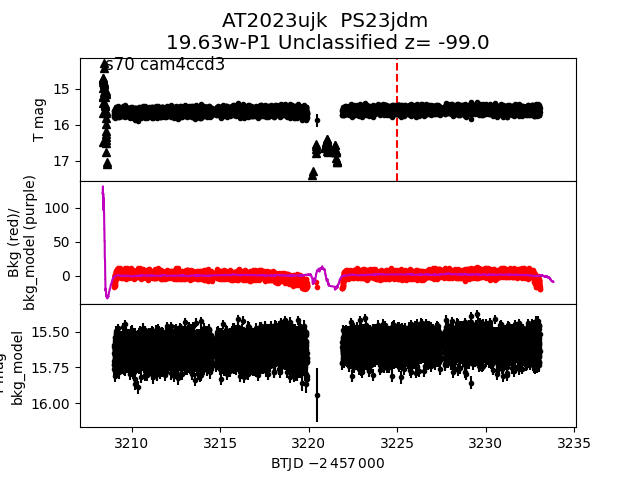 AT2023ujk PS23jdm
19.63w-P1 Unclassified z= -99.0
s70 cam4ccd3
15
16
17
T mag
100
50
0
Bkg (red)/
bkg_model (purple)
15.50
15.75
16.00
mag
bkg_model
3210
3215
3220
3225
3230
3235
BTJD −2 457 000